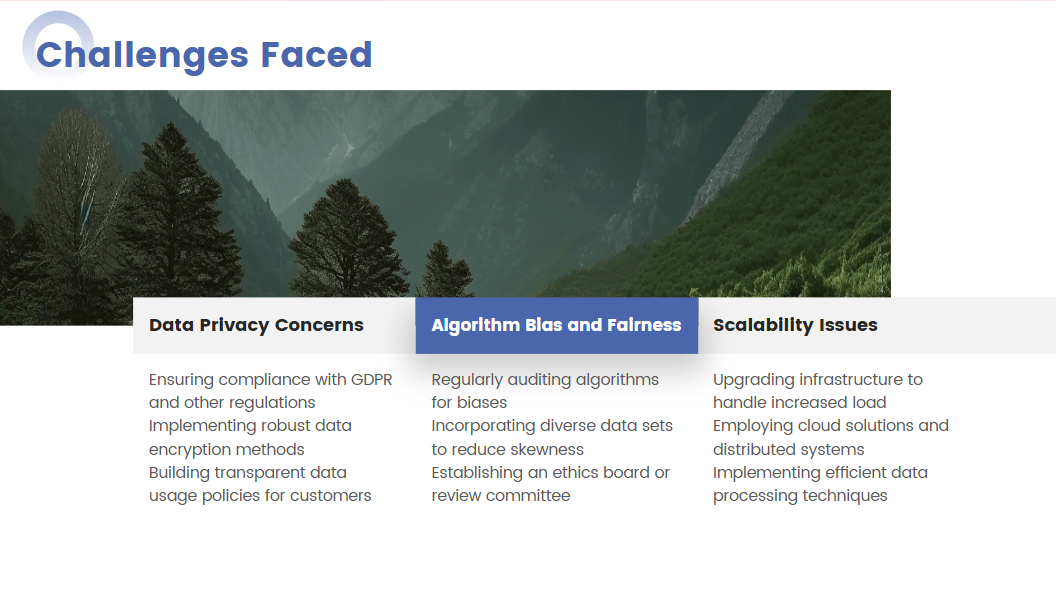 Challenges Faced
Data Privacy Concerns
Ensuring compliance with GDPR
and other regulations
Implementing robust data
encryption methods
Building transparent data
usage policies for customers
Algorithm Bias and Fairness
Regularly auditing algorithms
for biases
Incorporating diverse data sets
to reduce skewness
Establishing an ethics board or
review committee
Scalability Issues
Upgrading infrastructure to
handle increased load
Employing cloud solutions and
distributed systems
Implementing efficient data
processing techniques